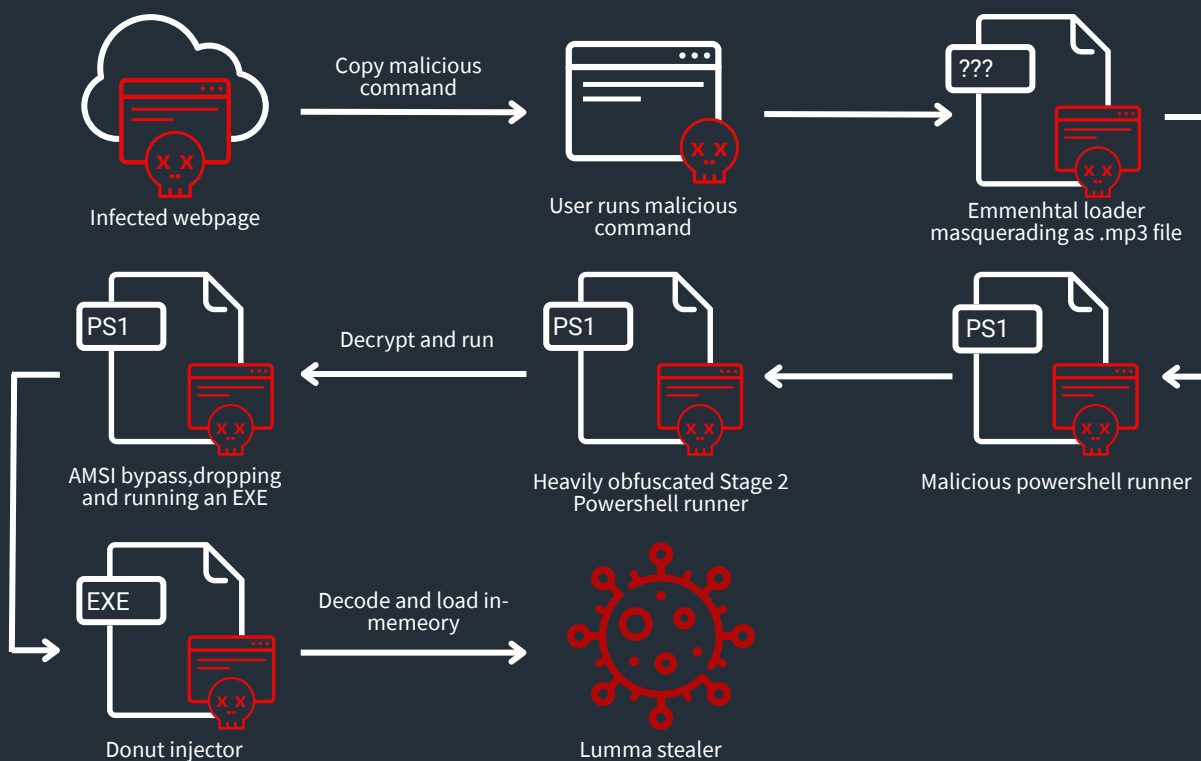 Copy malicious
command
???
Infected webpage
User runs malicious
command
Emmenhtal loader
masquerading as .mp3 file
PS1
Decrypt and run
PS1
PS1
AMSI bypass,dropping
and running an EXE
Heavily obfuscated Stage 2
Powershell runner
Malicious powershell runner
EXE
Decode and load in-
memeory
Donut injector
Lumma stealer